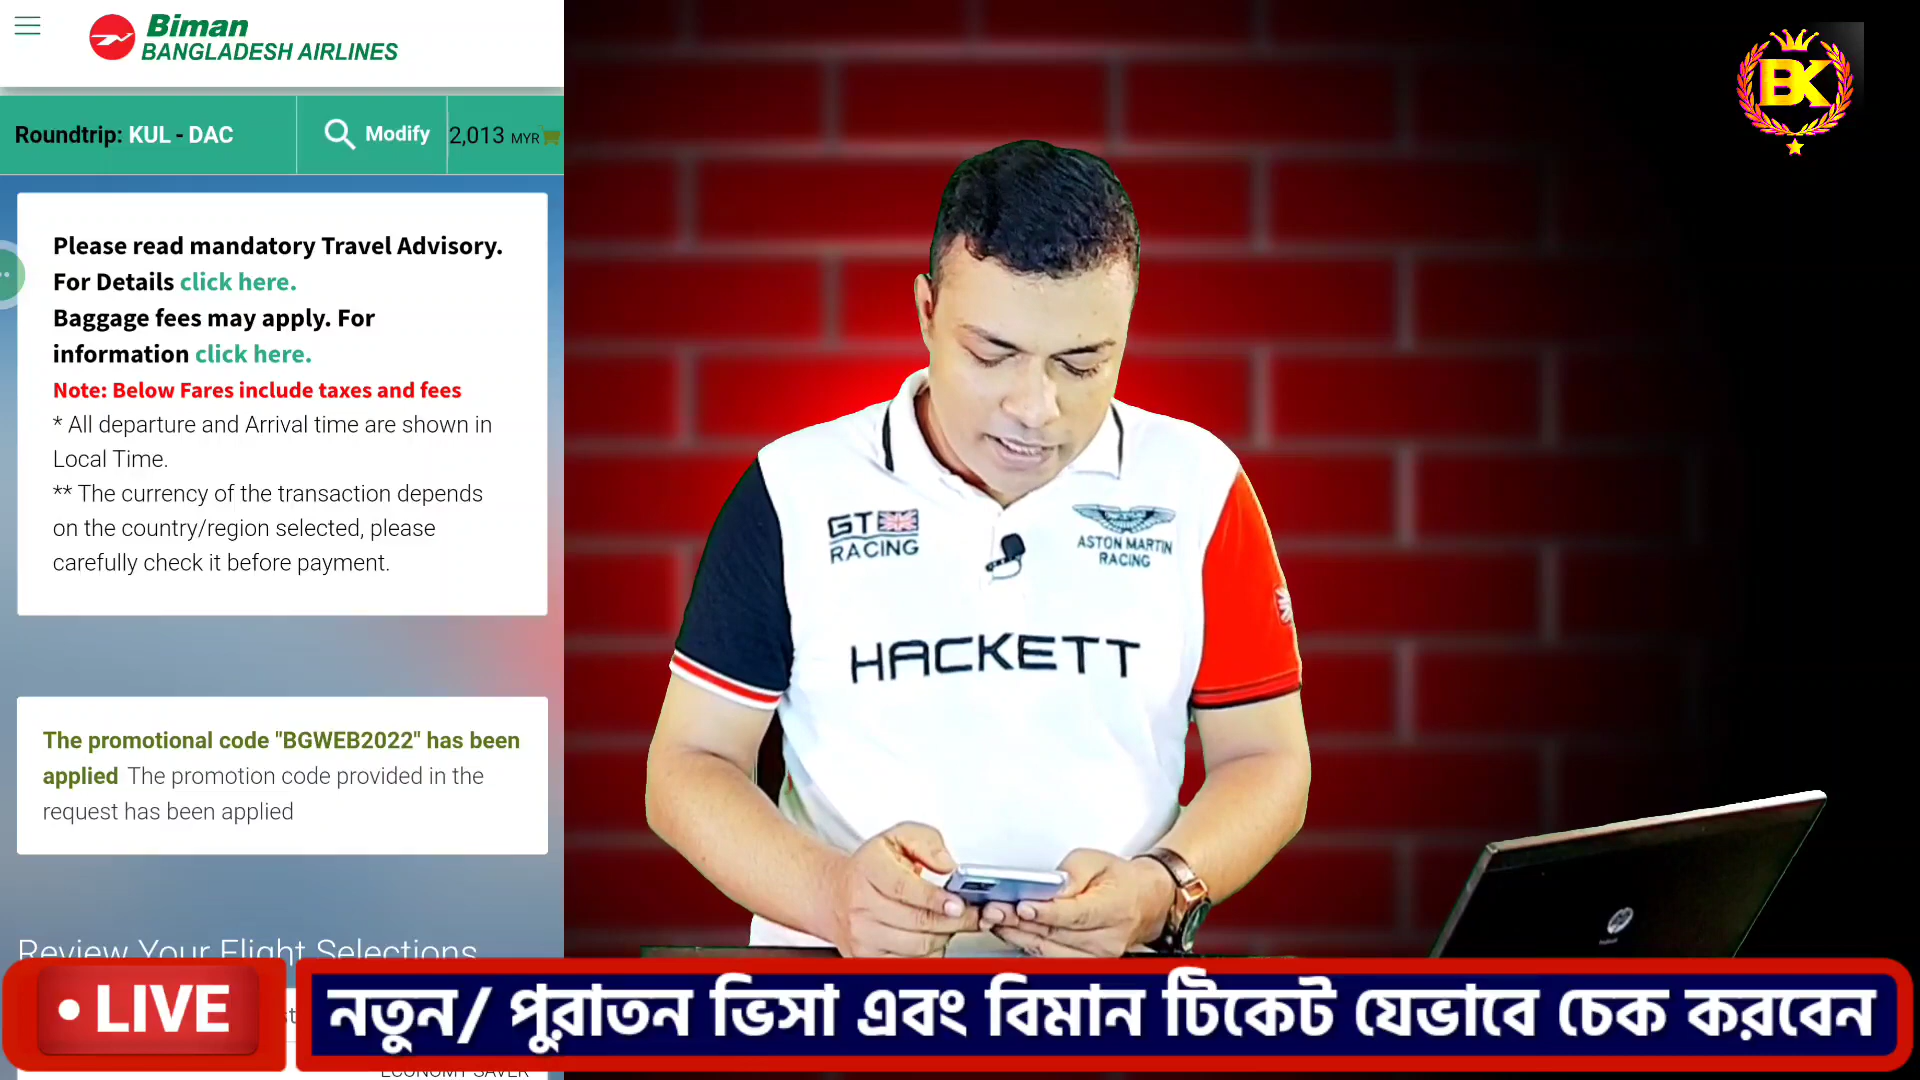 Biman
BANGLADESH AIRLINES
Roundtrip: KUL - DAC
Modify
2,013 MYR
Please read mandatory Travel Advisory.
For Details click here.
Baggage fees may apply. For
information click here.
Note: Below Fares include taxes and fees
* All departure and Arrival time are shown in
Local Time.
** The currency of the transaction depends
on the country/region selected, please
carefully check it before payment.
The promotional code "BGWEB2022" has been
applied The promotion code provided in the
request has been applied
Review Your Flight Selections
ECONOMY SAVER
BK
GT
RACING
ASTON MARTIN
RACING
HACKETT
hp
• LIVE
নতুন/ পুরাতন ভিসা এবং বিমান টিকেট যেভাবে চেক করবেন